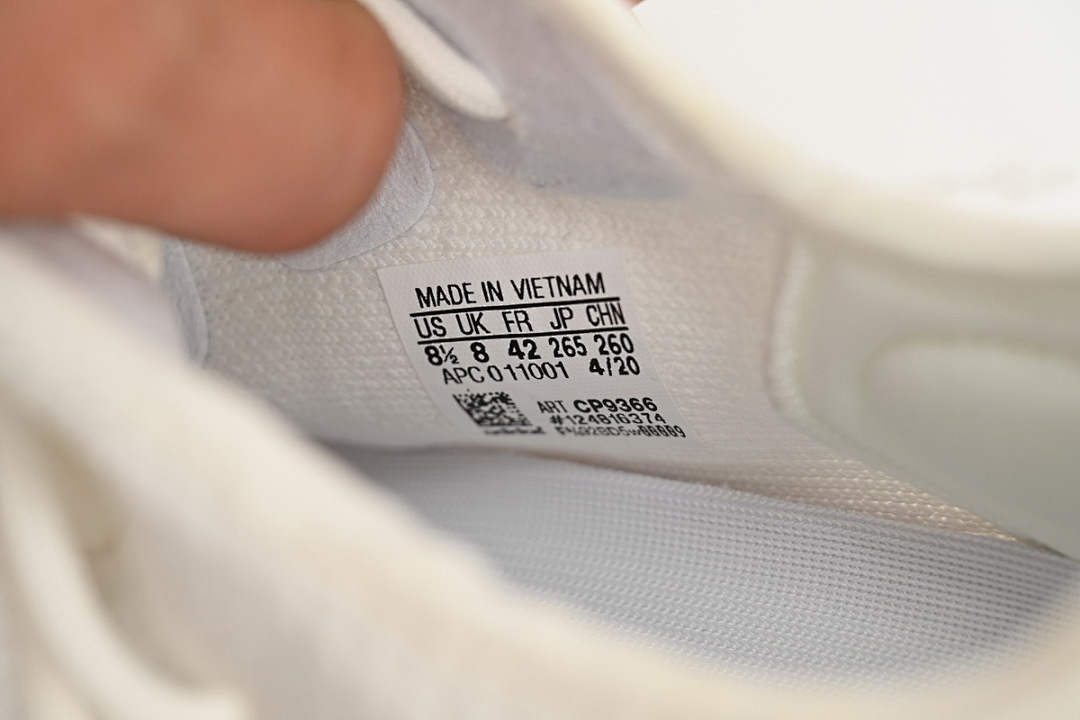 MADE IN VIETNAM
US UK FR JP CHN
8½ 8 42 265 260
APC 011001 4/20
ART CP9366
#124816374